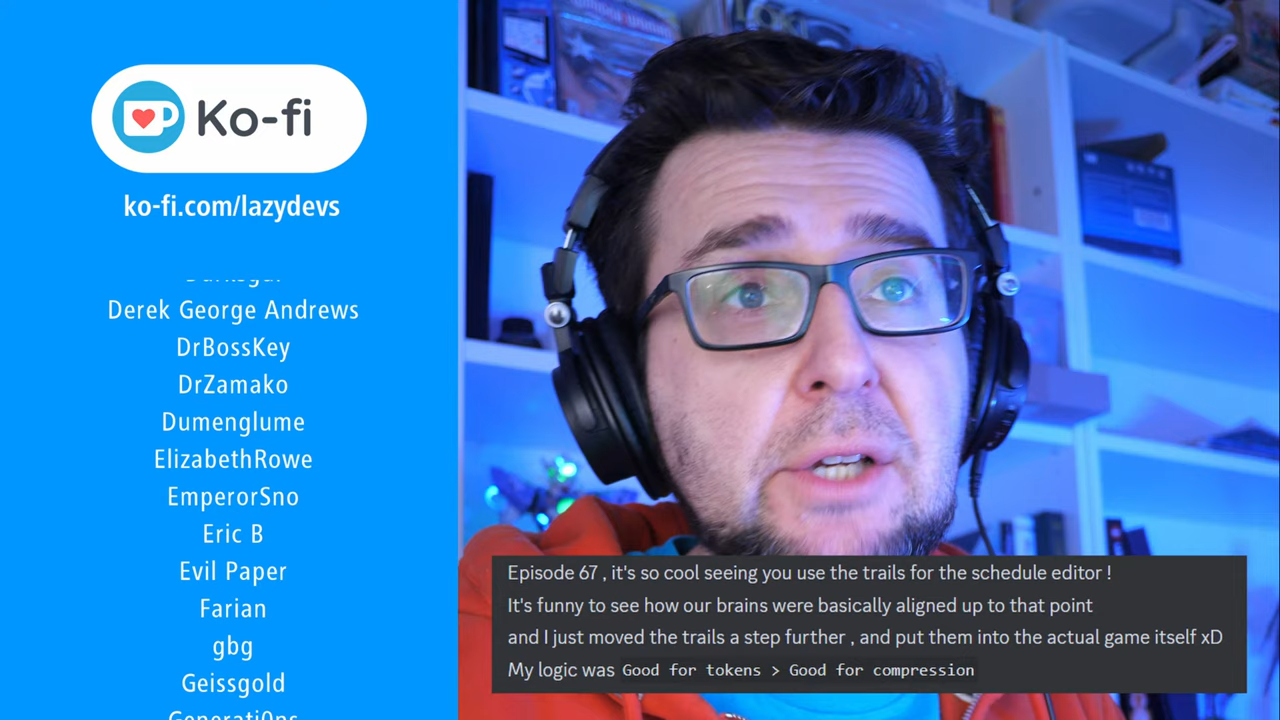 Ko-fi
ko-fi.com/lazydevs
Derek George Andrews
DrBossKey
DrZamako
Dumenglume
ElizabethRowe
EmperorSno
Eric B
Evil Paper
Farian
gbg
Geissgold
Episode 67 , it's so cool seeing you use the trails for the schedule editor !
It's funny to see how our brains were basically aligned up to that point
and I just moved the trails a step further , and put them into the actual game itself xD
My logic was Good for tokens > Good for compression